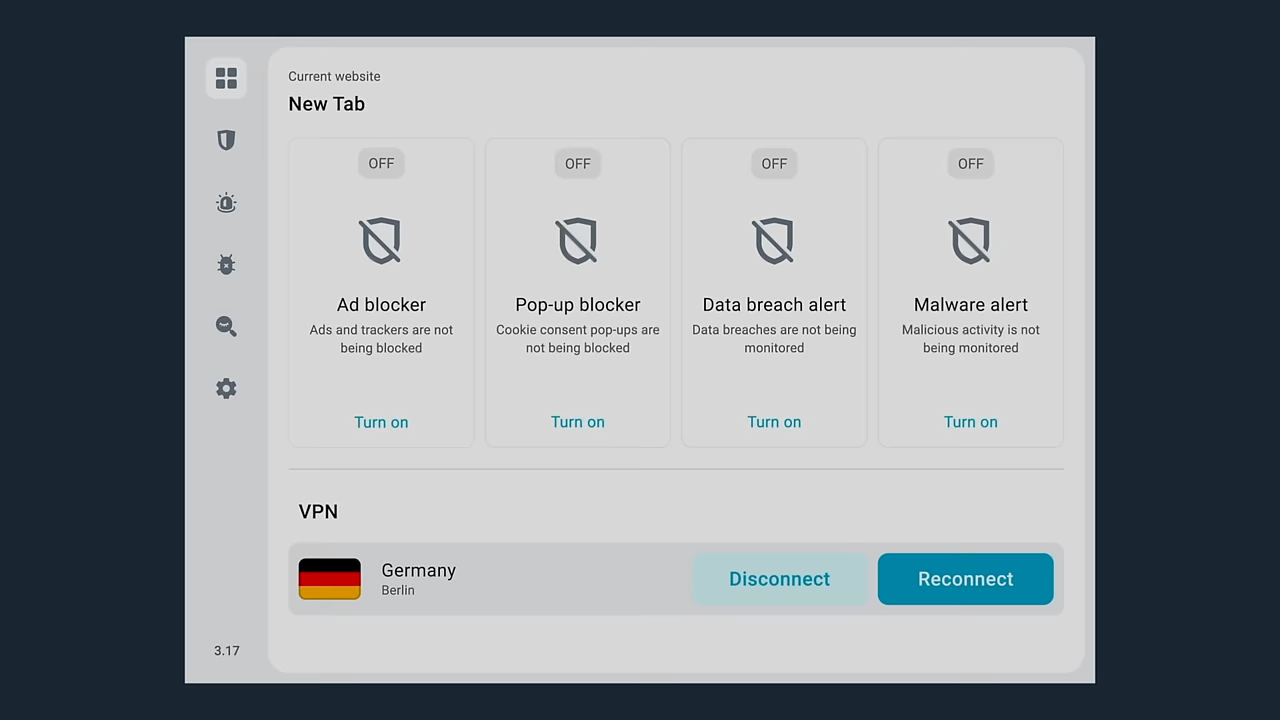 Current website
New Tab
OFF
Ad blocker
Ads and trackers are not
being blocked
Turn on
OFF
Pop-up blocker
Cookie consent pop-ups are
not being blocked
Turn on
OFF
Data breach alert
Data breaches are not being
monitored
Turn on
OFF
Malware alert
Malicious activity is not
being monitored
Turn on
VPN
Germany
Berlin
Disconnect
Reconnect
3.17